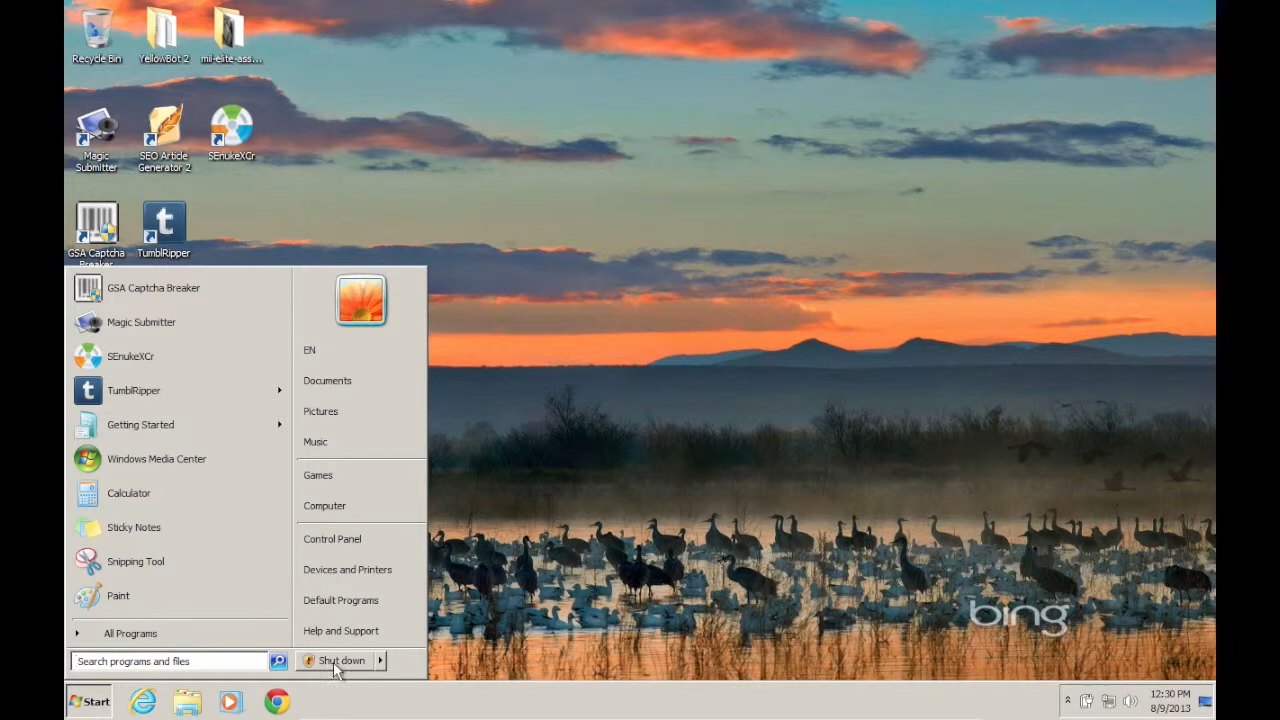 Recycle Bin
YellowBot 2
mil-elite-ass...
Magic
Submitter
SEO Article
Generator 2
SEnukeXCr
GSA Captcha
Breaker
t
TumblRipper
GSA Captcha Breaker
Magic Submitter
SEnukeXCr
t
TumblRipper
Getting Started
Windows Media Center
Calculator
Sticky Notes
Snipping Tool
Paint
All Programs
Search programs and files
EN
Documents
Pictures
Music
Games
Computer
Control Panel
Devices and Printers
Default Programs
Help and Support
Shut down
bing
Start
12:30 PM
8/9/2013